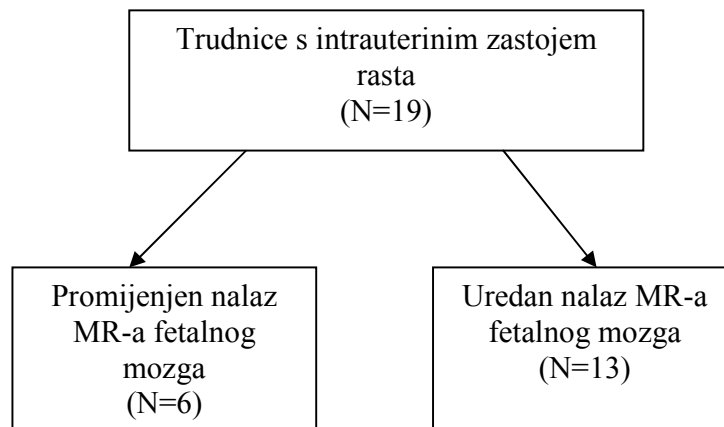 Trudnice s intrauterinim zastojem
rasta
(N=19)
Promijenjen nalaz
MR-a fetalnog
mozga
(N=6)
Uredan nalaz MR-a
fetalnog mozga
(N=13)